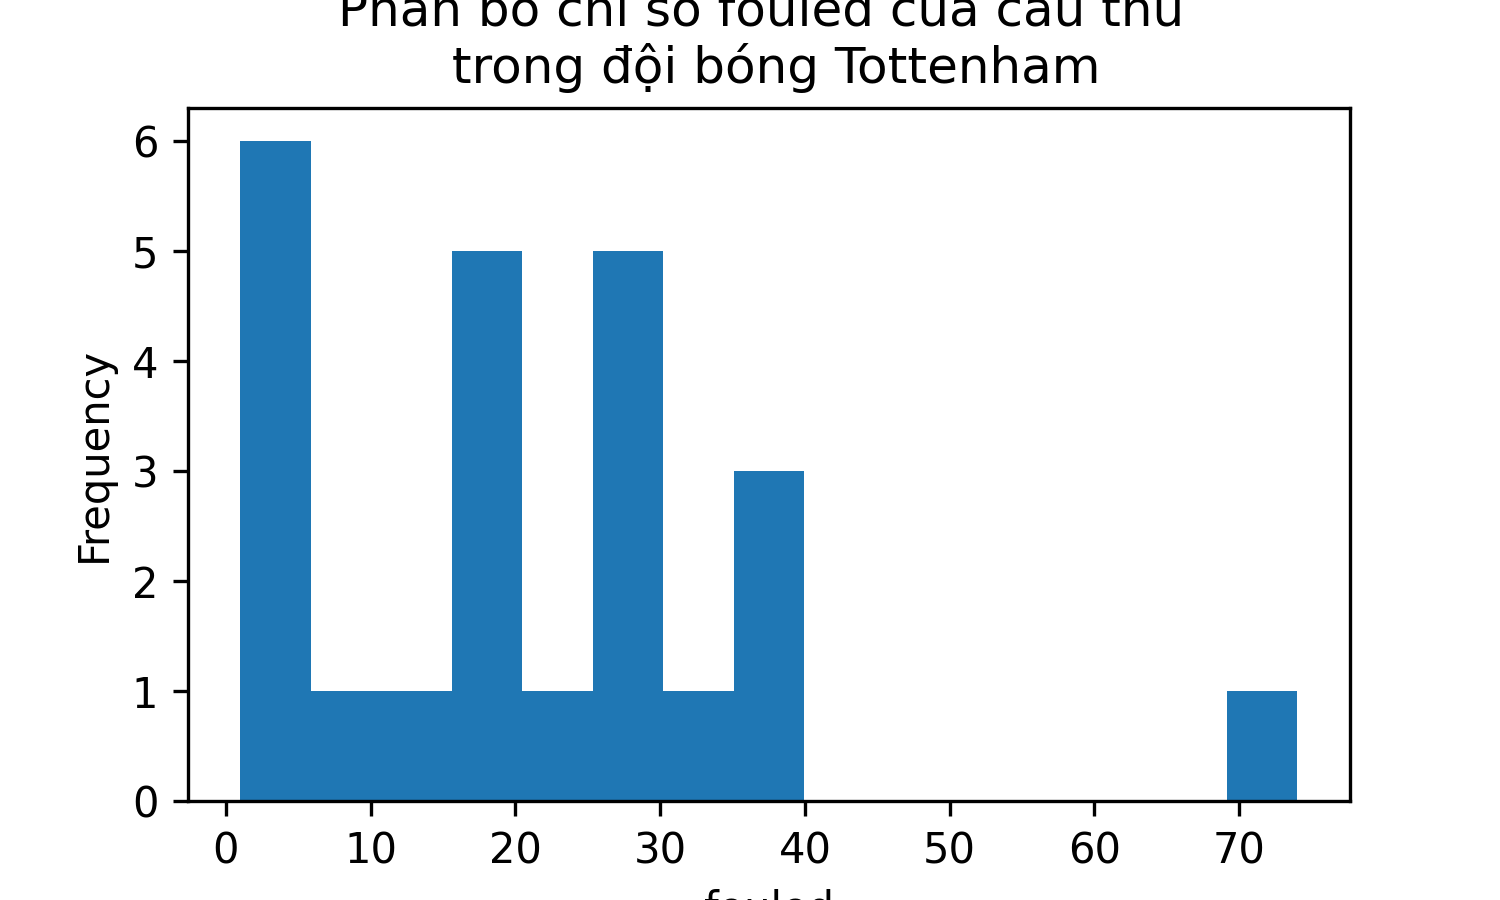 Phân bố chỉ số fouled của cầu thủ
trong đội bóng Tottenham
6
5
4
3
2
1
0
Frequency
0 10 20 30 40 50 60 70
fouled